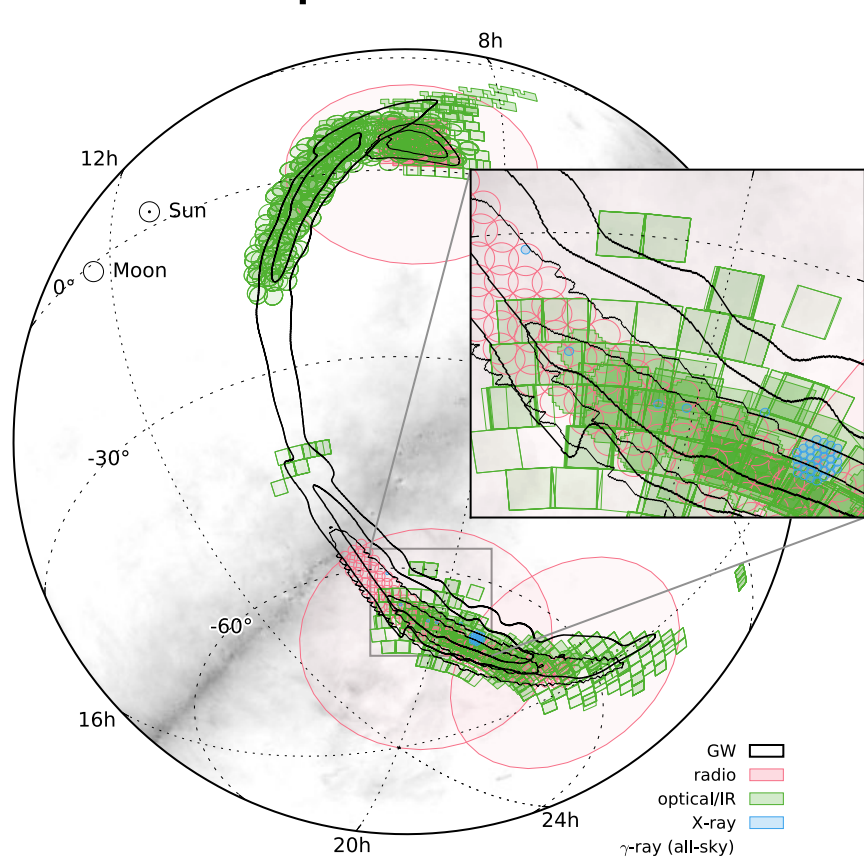 8h
12h
Sun
Moon
0°
-30°
-60°
16h
20h
24h
GW
radio
optical/IR
X-ray
γ-ray (all-sky)